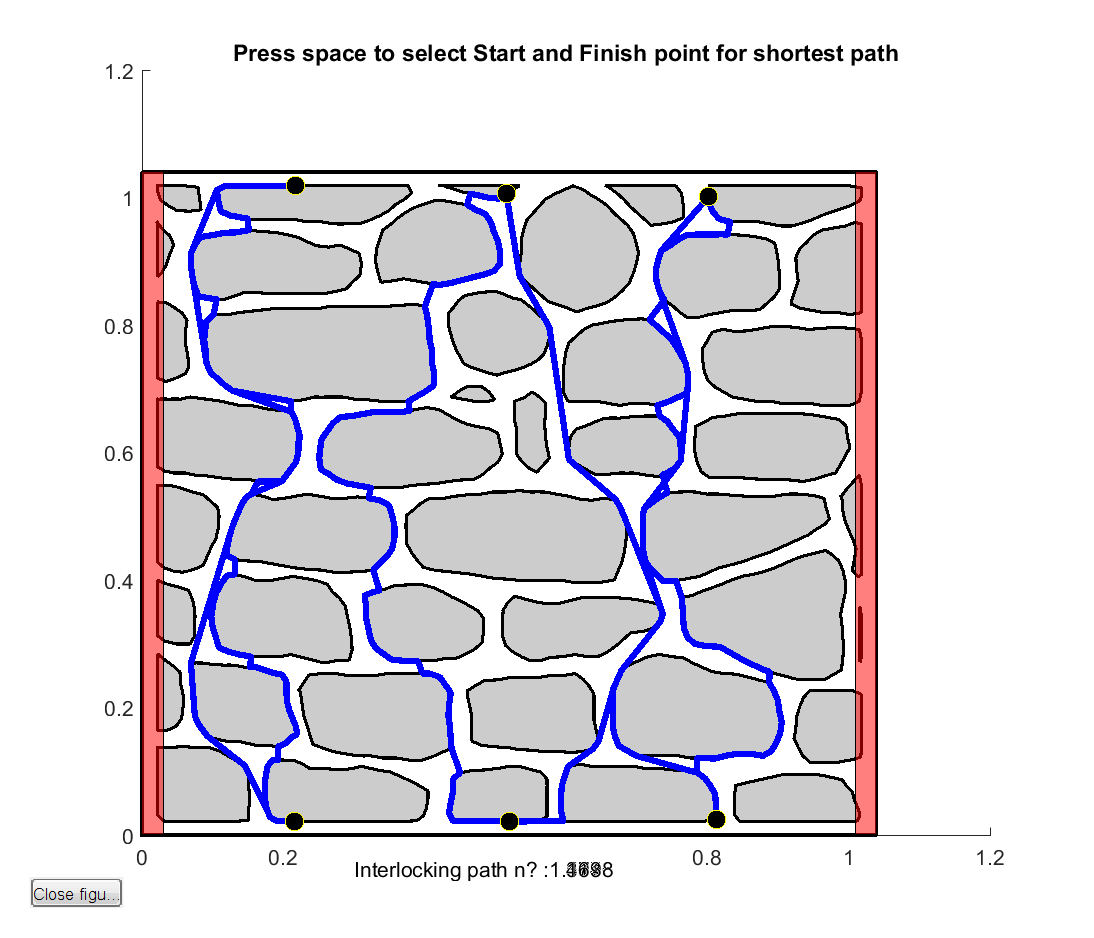 Press space to select Start and Finish point for shortest path
1.2
1
0.8
0.6
0.4
0.2
0
0 0.2 0.8 1 1.2
Interlocking path n? :1.
Close figu...